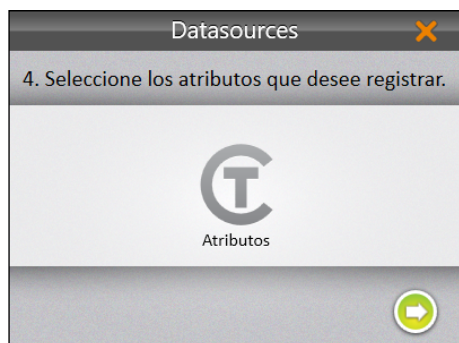 Datasources
4. Seleccione los atributos que desee registrar.
Atributos